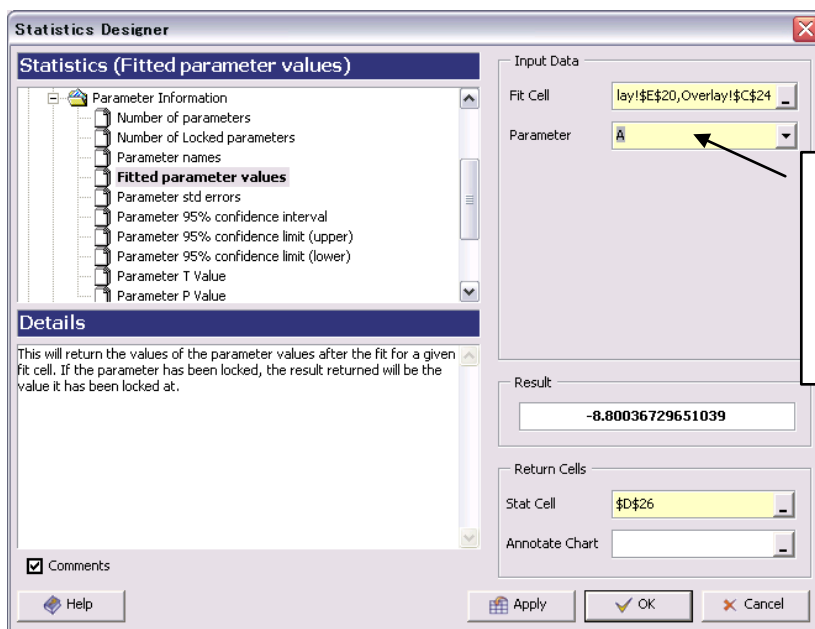 Statistics Designer
Statistics (Fitted parameter values)
Parameter Information
Number of parameters
Number of Locked parameters
Parameter names
Fitted parameter values
Parameter std errors
Parameter 95% confidence interval
Parameter 95% confidence limit (upper)
Parameter 95% confidence limit (lower)
Parameter T Value
Parameter P Value
Details
This will return the values of the parameter values after the fit for a given
fit cell. If the parameter has been locked, the result returned will be the
value it has been locked at.
Comments
Help
Input Data
Fit Cell lay!$E$20,Overlay!$C$24
Parameter A
Result
-8.80036729651039
Return Cells
Stat Cell $D$26
Annotate Chart
Apply
OK
Cancel